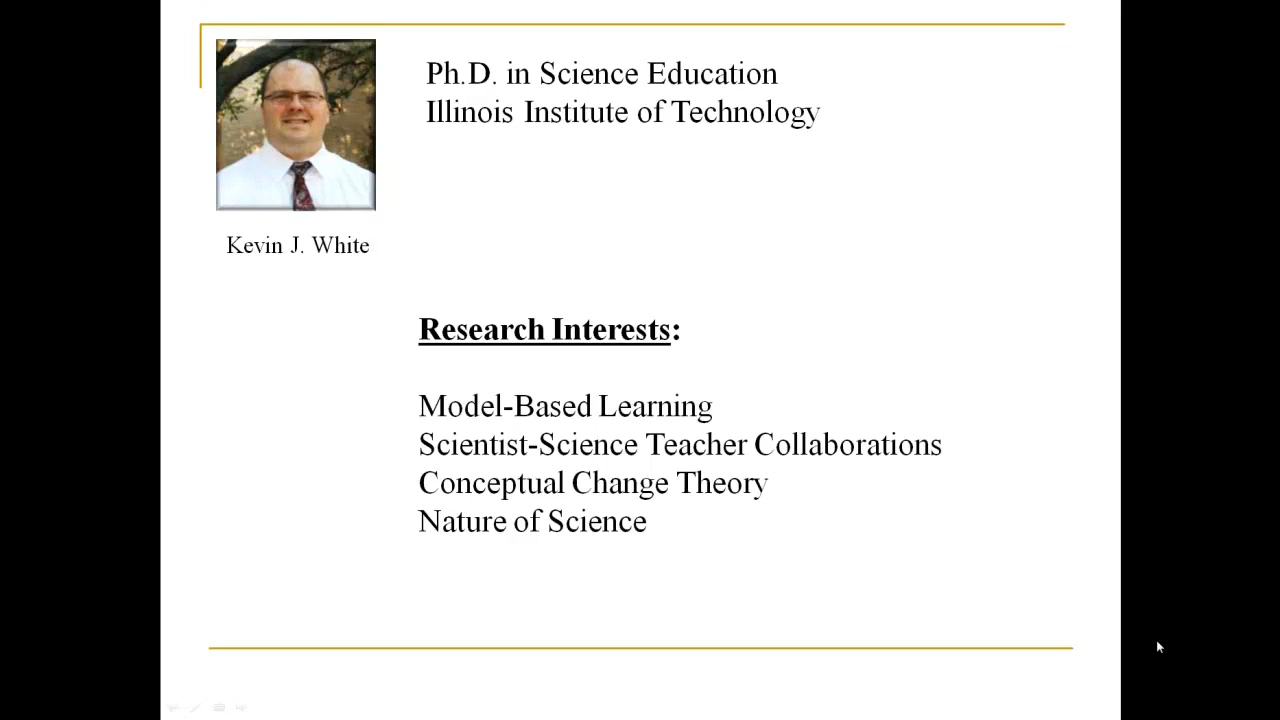 Ph.D. in Science Education
Illinois Institute of Technology
Kevin J. White
Research Interests:
Model-Based Learning
Scientist-Science Teacher Collaborations
Conceptual Change Theory
Nature of Science